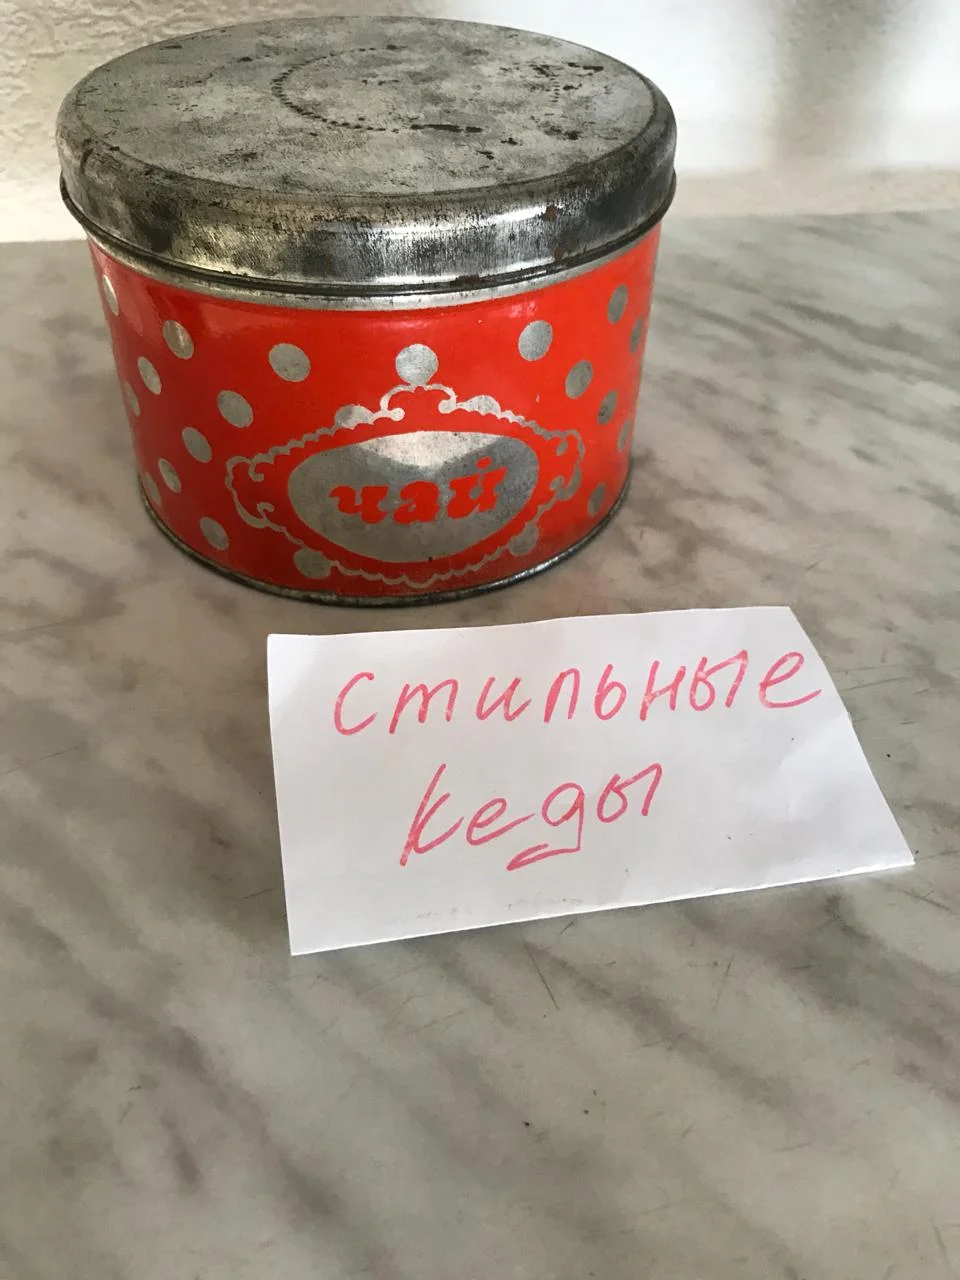 чай
стильные
кеды